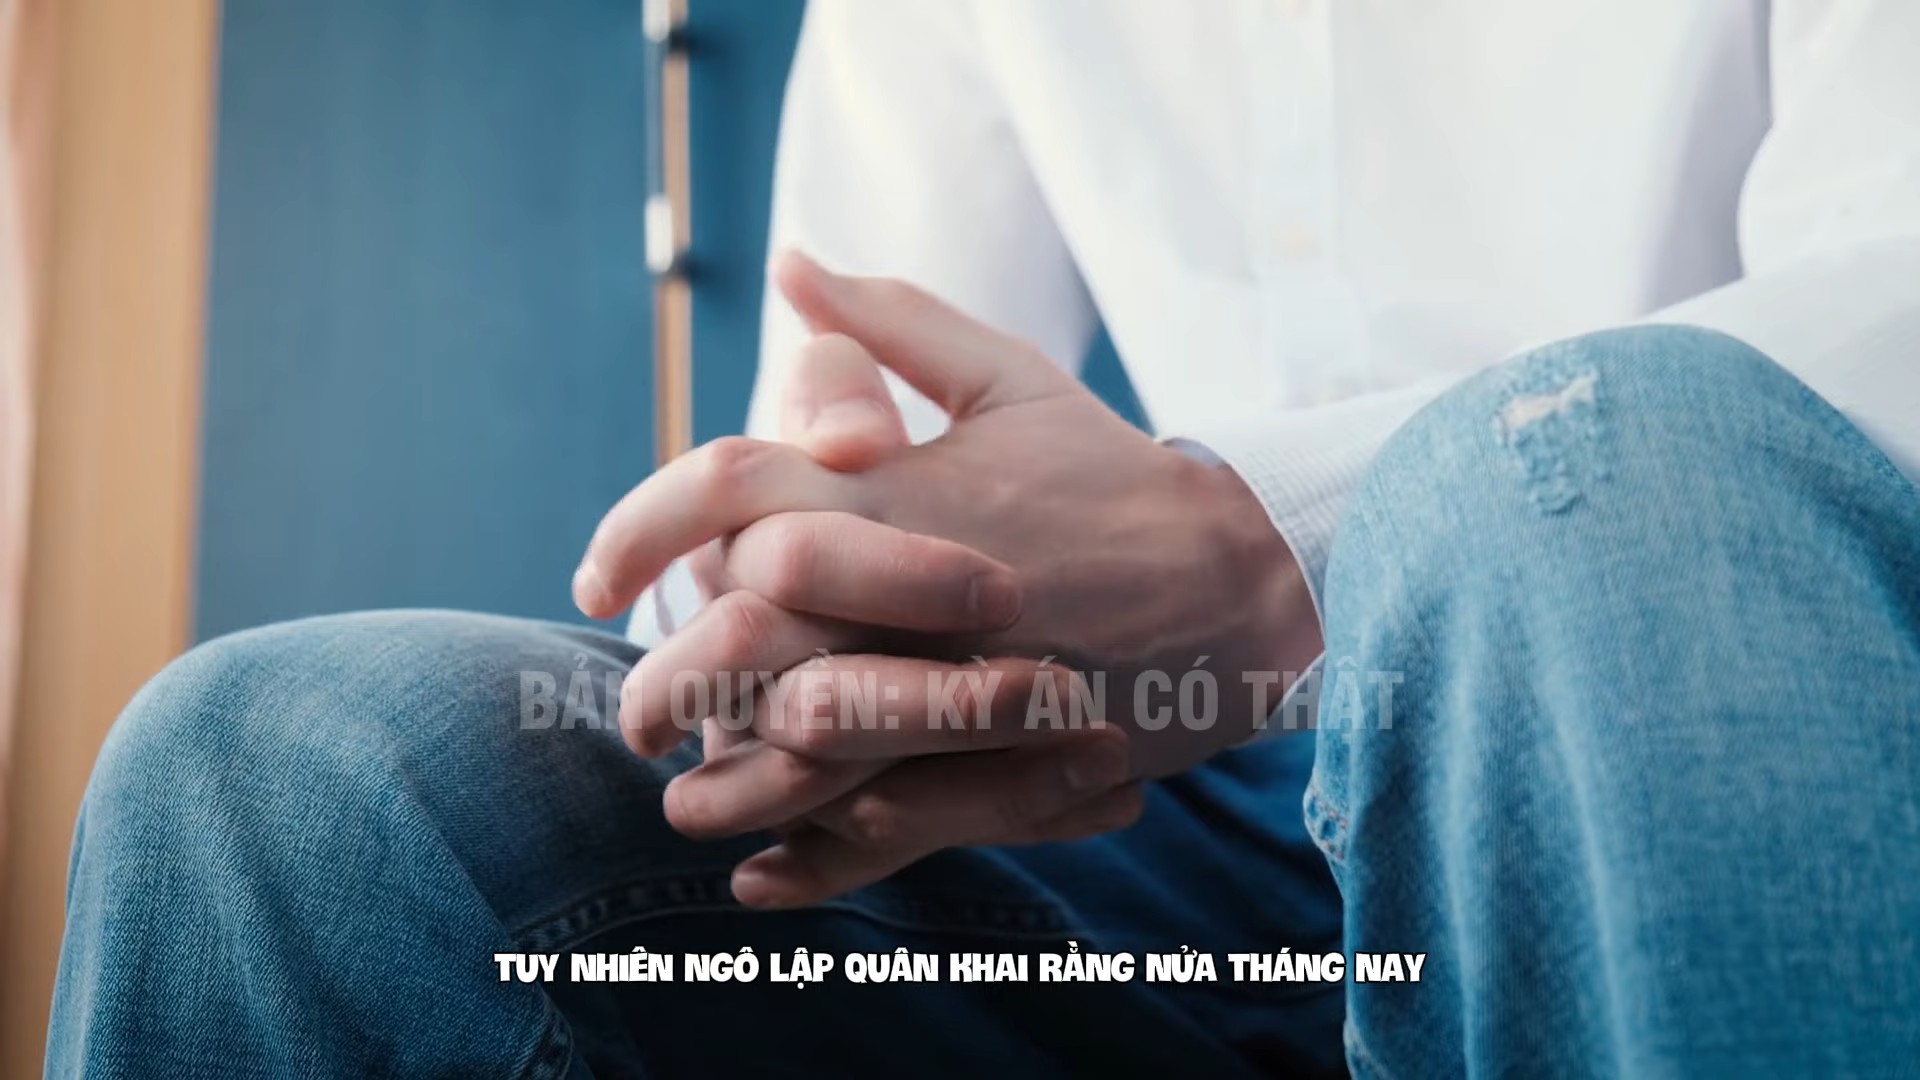 BẢN QUYỀN: KỲ ÁN CÓ THẬT
TUY NHIÊN NGÔ LẬP QUÂN KHAI RẰNG NỬA THÁNG NAY